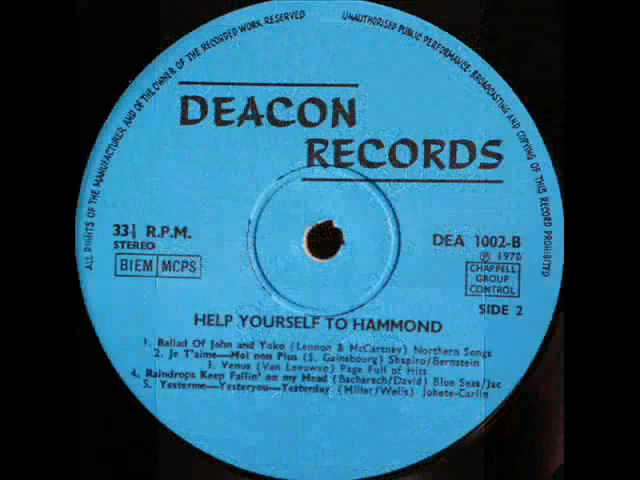 ALL RIGHTS OF THE MANUFACTURER AND OF THE OWNER OF THE RECORDED WORK RESERVED
UNAUTHORISED PUBLIC PERFORMANCE, BROADCASTING AND COPYING OF THIS RECORD PROHIBITED
DEACON
RECORDS
33⅓ R.P.M.
STEREO
BIEM MCPS
DEA 1002-B
℗ 1970
CHAPPELL
GROUP
CONTROL
SIDE 2
HELP YOURSELF TO HAMMOND
1. Ballad Of John and Yoko (Lennon & McCartney) Northern Songs
2. Je T'aime—Moi non Plus (S. Gainsbourg) Shapiro/Bernstein
3. Venus (Van Leeuwe) Page Full of Hits
4. Raindrops Keep Fallin' on my Head (Bacharach/David) Blue Seas/Jac
5. Yesterme—Yesteryou—Yesterday (Miller/Wells) Jobete-Carlin